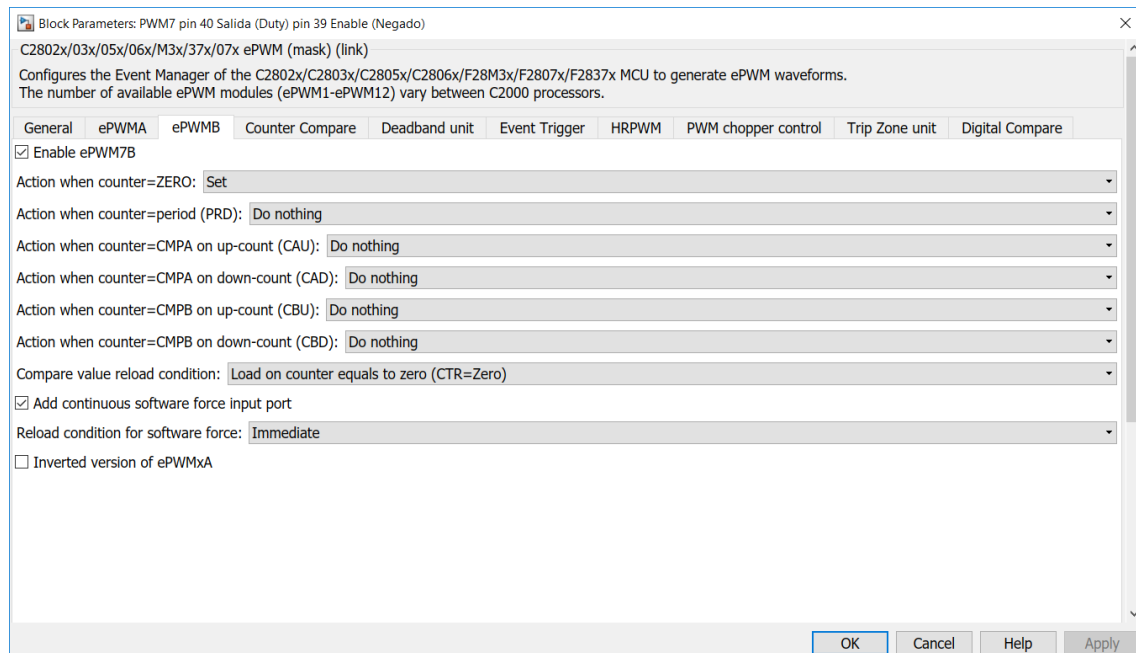 Block Parameters: PWM7 pin 40 Salida (Duty) pin 39 Enable (Negado)
C2802x/03x/05x/06x/M3x/37x/07x ePWM (mask) (link)
Configures the Event Manager of the C2802x/C2803x/C2805x/C2806x/F28M3x/F2807x/F2837x MCU to generate ePWM waveforms.
The number of available ePWM modules (ePWM1-ePWM12) vary between C2000 processors.
General ePWMA ePWMB Counter Compare Deadband unit Event Trigger HRPWM PWM chopper control Trip Zone unit Digital Compare
Enable ePWM7B
Action when counter=ZERO: Set
Action when counter=period (PRD): Do nothing
Action when counter=CMPA on up-count (CAU): Do nothing
Action when counter=CMPA on down-count (CAD): Do nothing
Action when counter=CMPB on up-count (CBU): Do nothing
Action when counter=CMPB on down-count (CBD): Do nothing
Compare value reload condition: Load on counter equals to zero (CTR=Zero)
Add continuous software force input port
Reload condition for software force: Immediate
Inverted version of ePWMxA
OK Cancel Help Apply